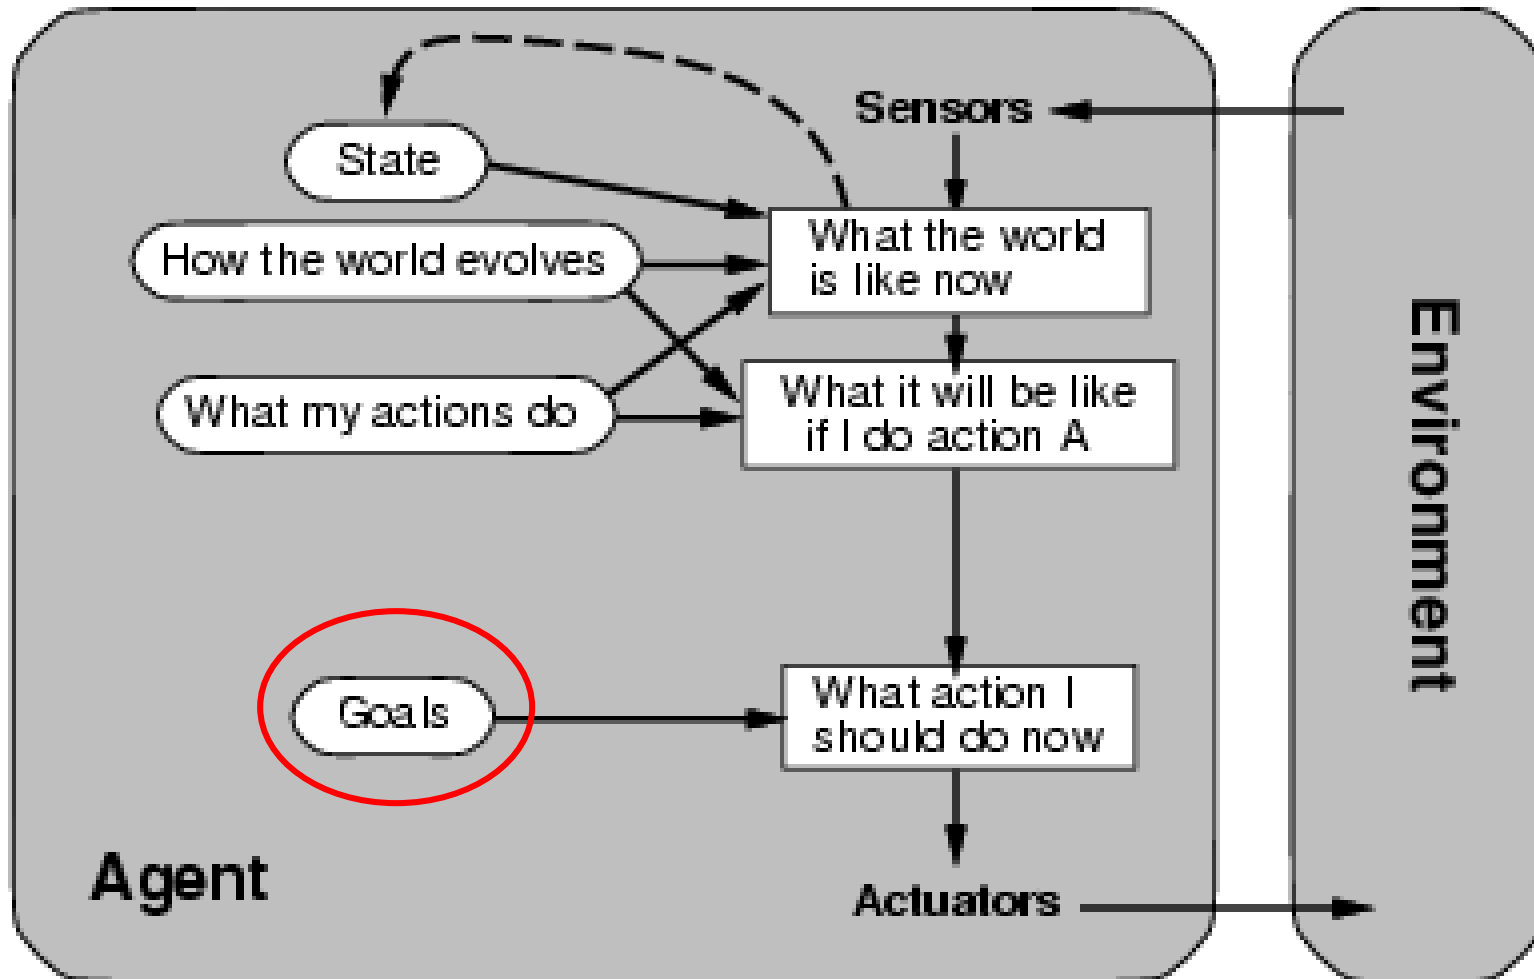 Sensors
State
What the world
is like now
How the world evolves
What it will be like
if I do action A
What my actions do
Environment
Goals
What action I
should do now
Agent
Actuators